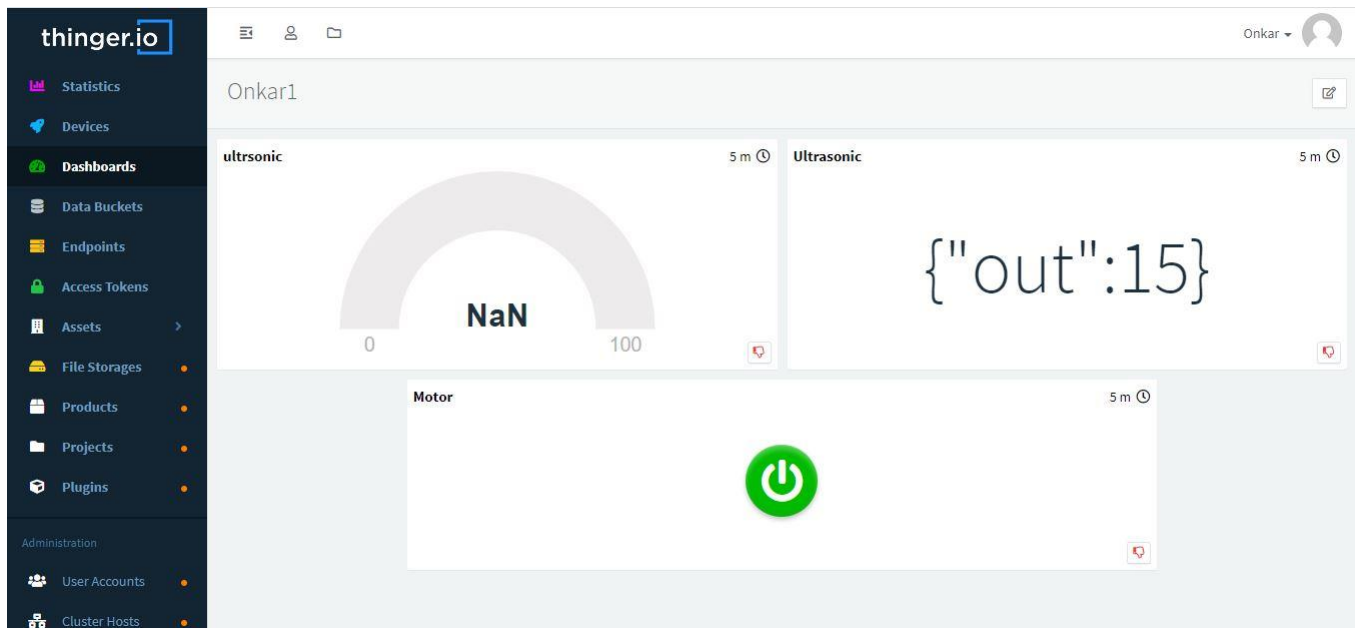 thinger.io
Onkar
Statistics
Onkar1
Devices
Dashboards
Data Buckets
Endpoints
Access Tokens
Assets
File Storages
Products
Projects
Plugins
Administration
User Accounts
Cluster Hosts
ultrsonic
5 m
NaN
0 100
Ultrasonic
5 m
{"out":15}
Motor
5 m